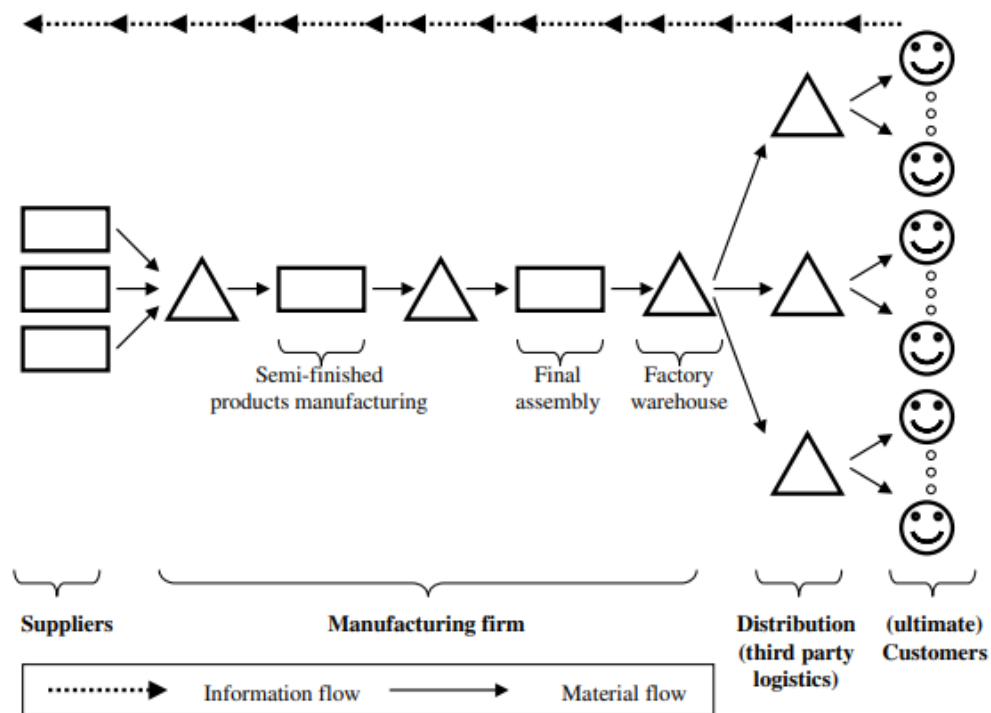 Semi-finished
products manufacturing
Final
assembly
Factory
warehouse
Suppliers
Manufacturing firm
Distribution
(third party
logistics)
(ultimate)
Customers
Information flow
Material flow